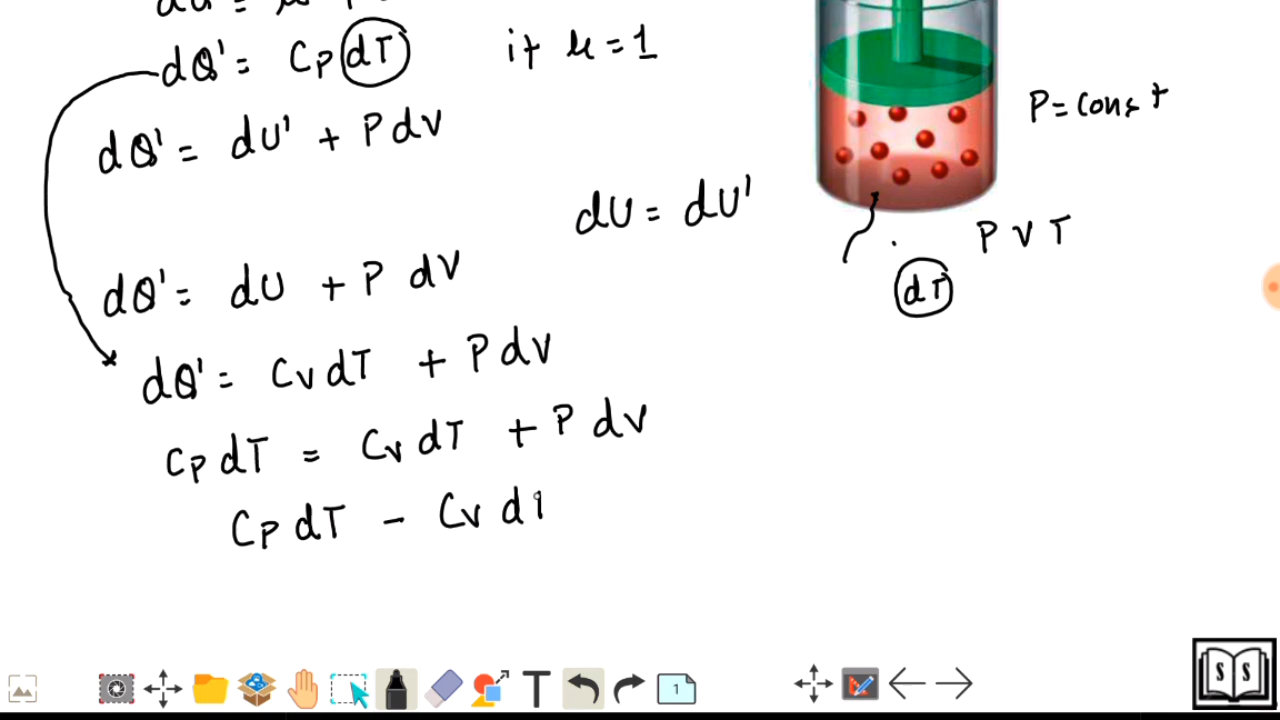 dQ' = Cp dT if μ = 1
P = const
dQ' = dU' + P dV
dU = dU'
P V T
dT
dQ' = dU + P dV
dQ' = Cv dT + P dV
Cp dT = Cv dT + P dV
Cp dT - Cv dT
T
1
S S